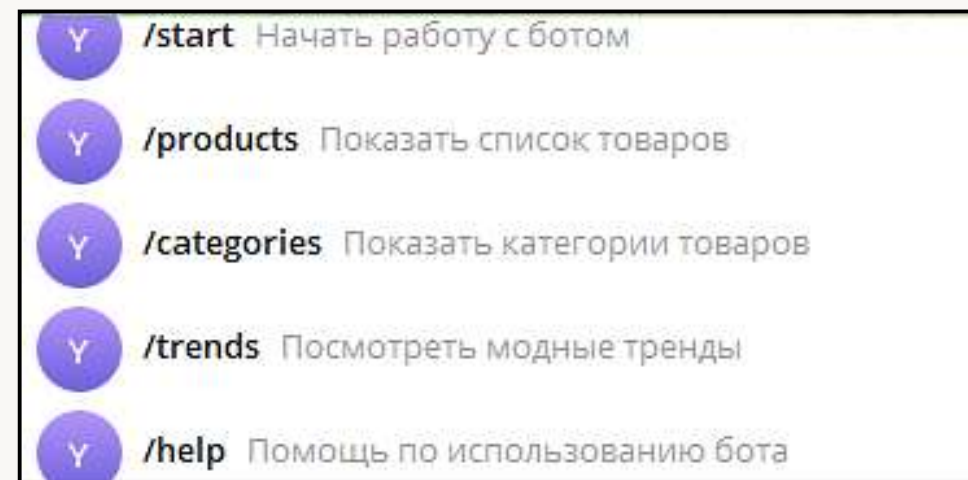 Y /start Начать работу с ботом
Y /products Показать список товаров
Y /categories Показать категории товаров
Y /trends Посмотреть модные тренды
Y /help Помощь по использованию бота